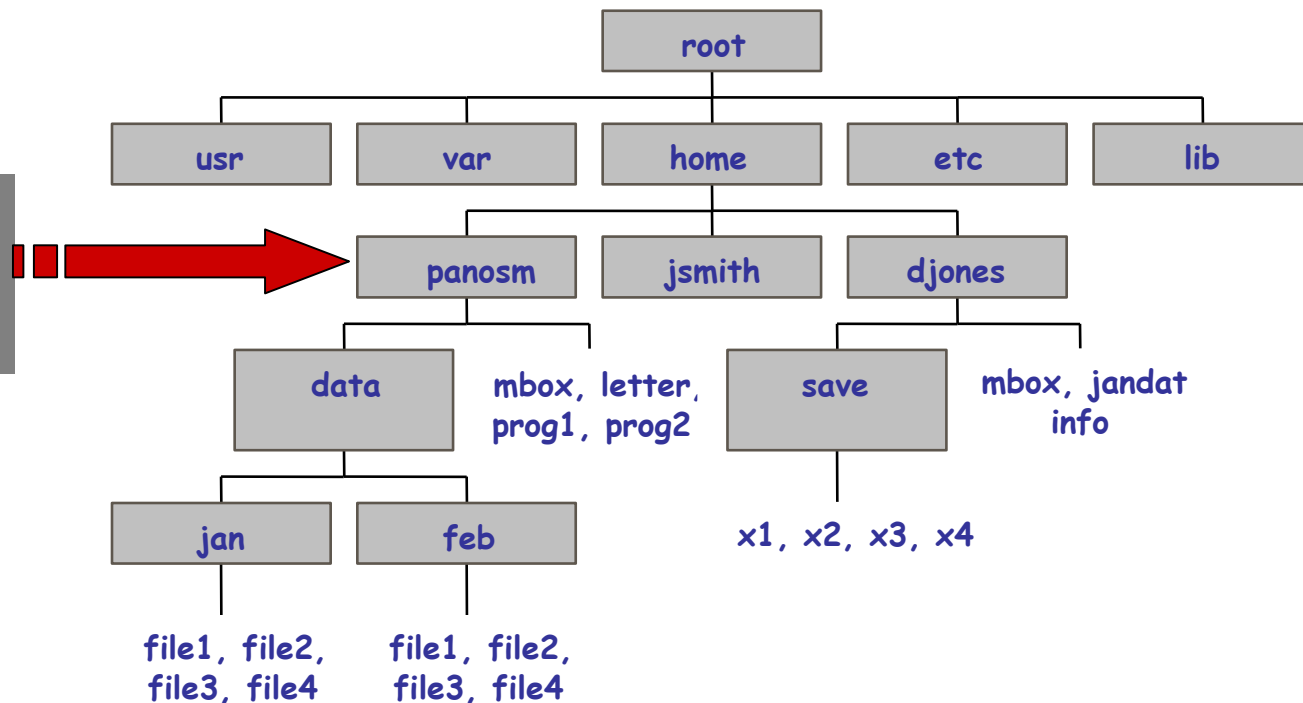 root
usr
var
home
etc
lib
panosm
jsmith
djones
data
mbox, letter,
prog1, prog2
save
mbox, jandat
info
jan
feb
x1, x2, x3, x4
file1, file2,
file3, file4
file1, file2,
file3, file4